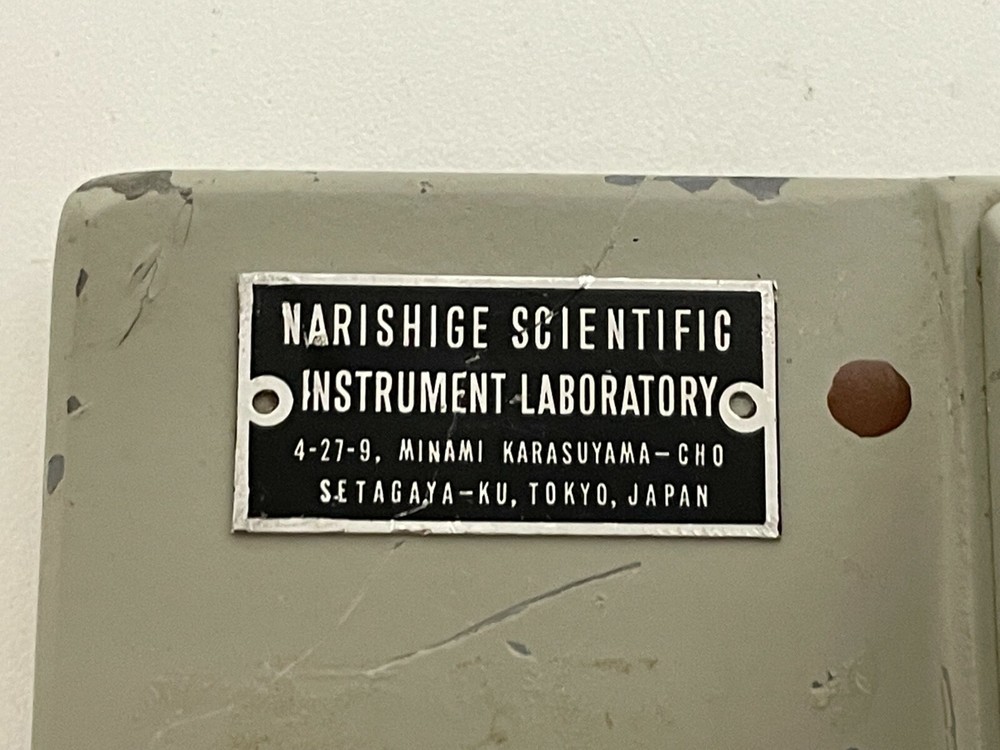 NARISHIGE SCIENTIFIC
INSTRUMENT LABORATORY
4-27-9, MINAMI KARASUYAMA-CHO
SETAGAYA-KU, TOKYO, JAPAN